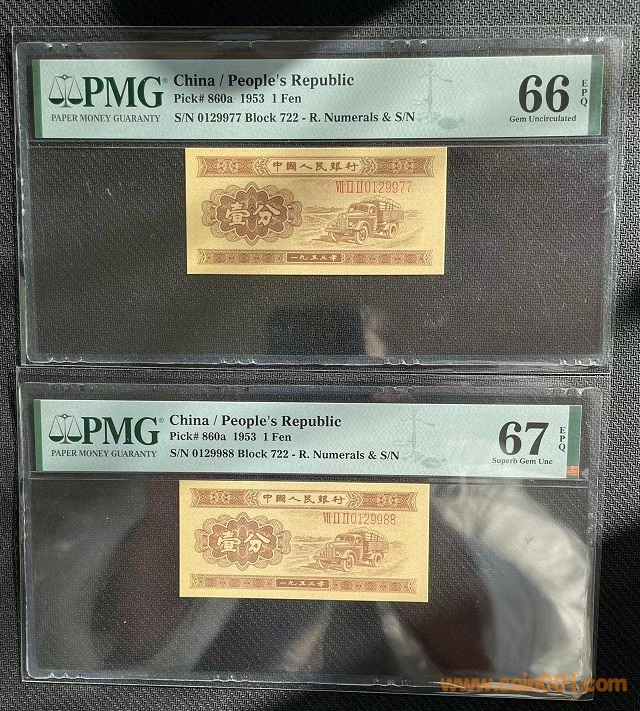 PMG
PAPER MONEY GUARANTY
China / People's Republic
Pick# 860a 1953 1 Fen
S/N 0129977 Block 722 - R. Numerals & S/N
66
EPQ
Gem Uncirculated
中國人民銀行
VII II II 0129977
壹分
一九五三年
PMG
PAPER MONEY GUARANTY
China / People's Republic
Pick# 860a 1953 1 Fen
S/N 0129988 Block 722 - R. Numerals & S/N
67
EPQ
Superb Gem Unc
中國人民銀行
VII II II 0129988
壹分
一九五三年
www.coin001.com